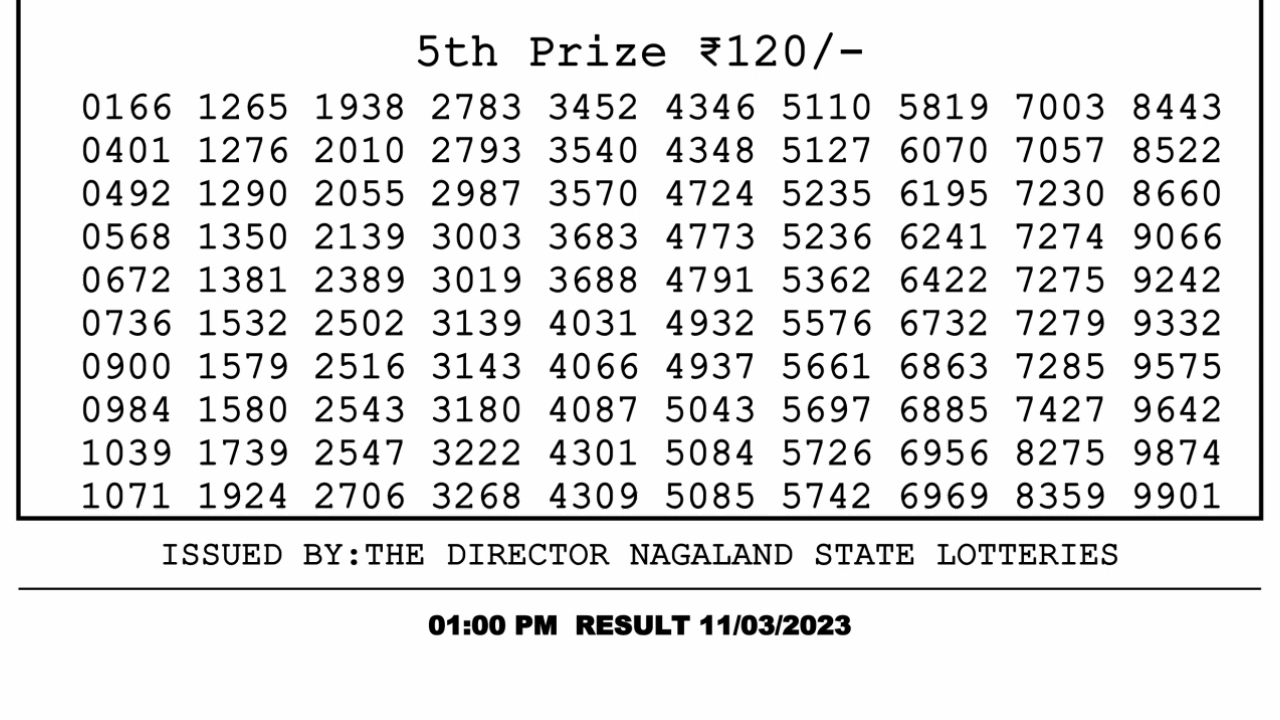 5th Prize ₹120/-
0166 1265 1938 2783 3452 4346 5110 5819 7003 8443
0401 1276 2010 2793 3540 4348 5127 6070 7057 8522
0492 1290 2055 2987 3570 4724 5235 6195 7230 8660
0568 1350 2139 3003 3683 4773 5236 6241 7274 9066
0672 1381 2389 3019 3688 4791 5362 6422 7275 9242
0736 1532 2502 3139 4031 4932 5576 6732 7279 9332
0900 1579 2516 3143 4066 4937 5661 6863 7285 9575
0984 1580 2543 3180 4087 5043 5697 6885 7427 9642
1039 1739 2547 3222 4301 5084 5726 6956 8275 9874
1071 1924 2706 3268 4309 5085 5742 6969 8359 9901
ISSUED BY:THE DIRECTOR NAGALAND STATE LOTTERIES
01:00 PM RESULT 11/03/2023